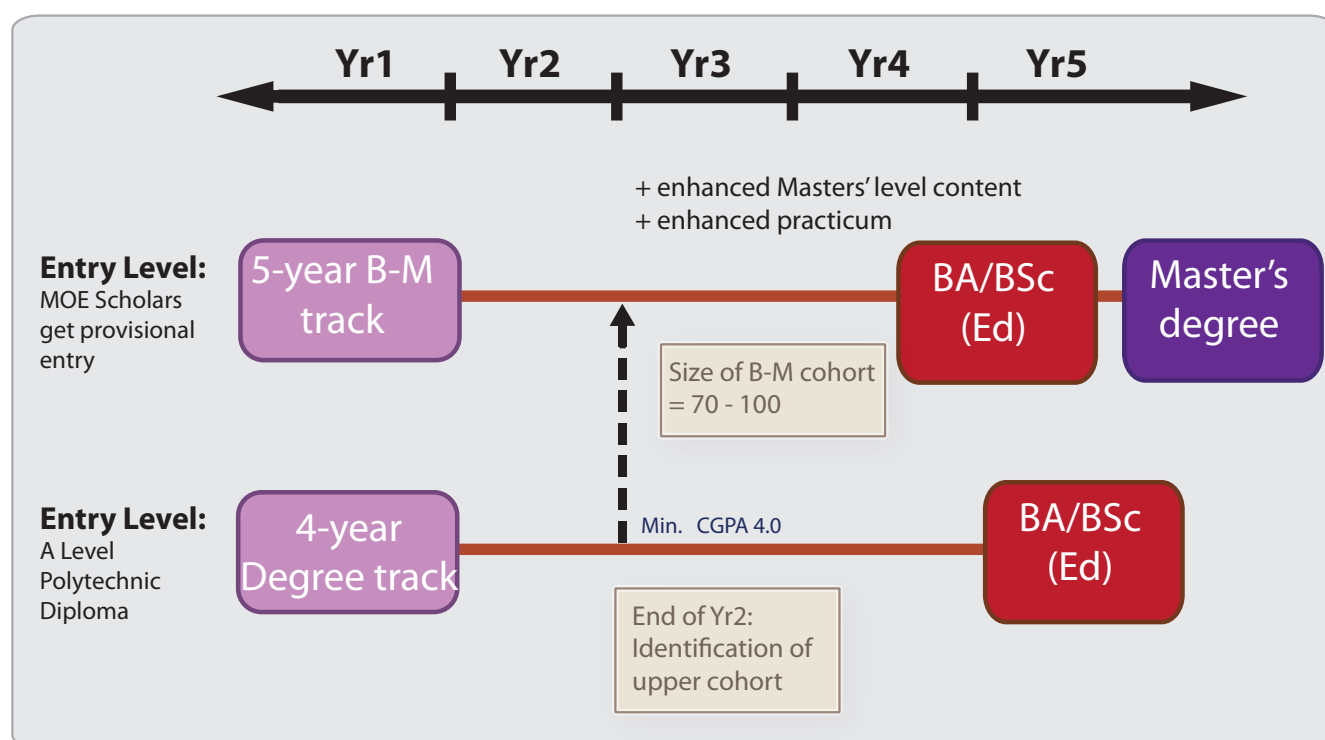 Yr1 Yr2 Yr3 Yr4 Yr5
+ enhanced Masters’ level content
+ enhanced practicum
Entry Level:
MOE Scholars
get provisional
entry
5-year B-M
track
BA/BSc
(Ed)
Master’s
degree
Size of B-M cohort
= 70 - 100
Entry Level:
A Level
Polytechnic
Diploma
4-year
Degree track
Min. CGPA 4.0
BA/BSc
(Ed)
End of Yr2:
Identification of
upper cohort